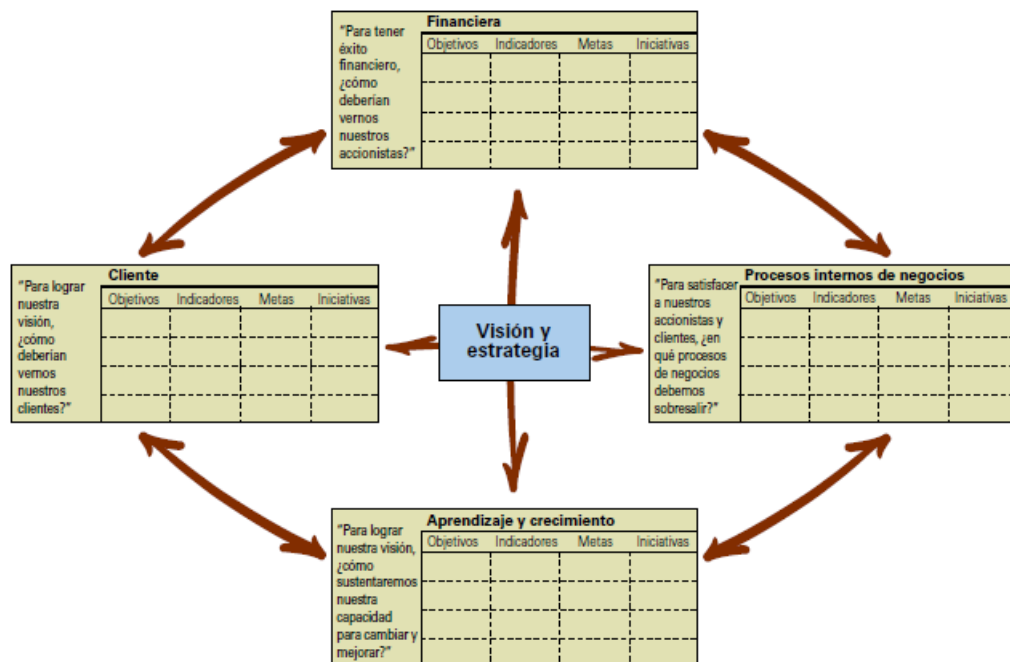 Financiera
“Para tener
éxito
financiero,
¿cómo
deberían
vernos
nuestros
accionistas?”
Objetivos Indicadores Metas Iniciativas
Cliente
“Para lograr
nuestra
visión,
¿cómo
deberían
vernos
nuestros
clientes?”
Objetivos Indicadores Metas Iniciativas
Visión y
estrategia
Procesos internos de negocios
“Para satisfacer
a nuestros
accionistas y
clientes, ¿en
qué procesos
de negocios
debemos
sobresalir?”
Objetivos Indicadores Metas Iniciativas
Aprendizaje y crecimiento
“Para lograr
nuestra visión,
¿cómo
sustentaremos
nuestra
capacidad
para cambiar y
mejorar?”
Objetivos Indicadores Metas Iniciativas